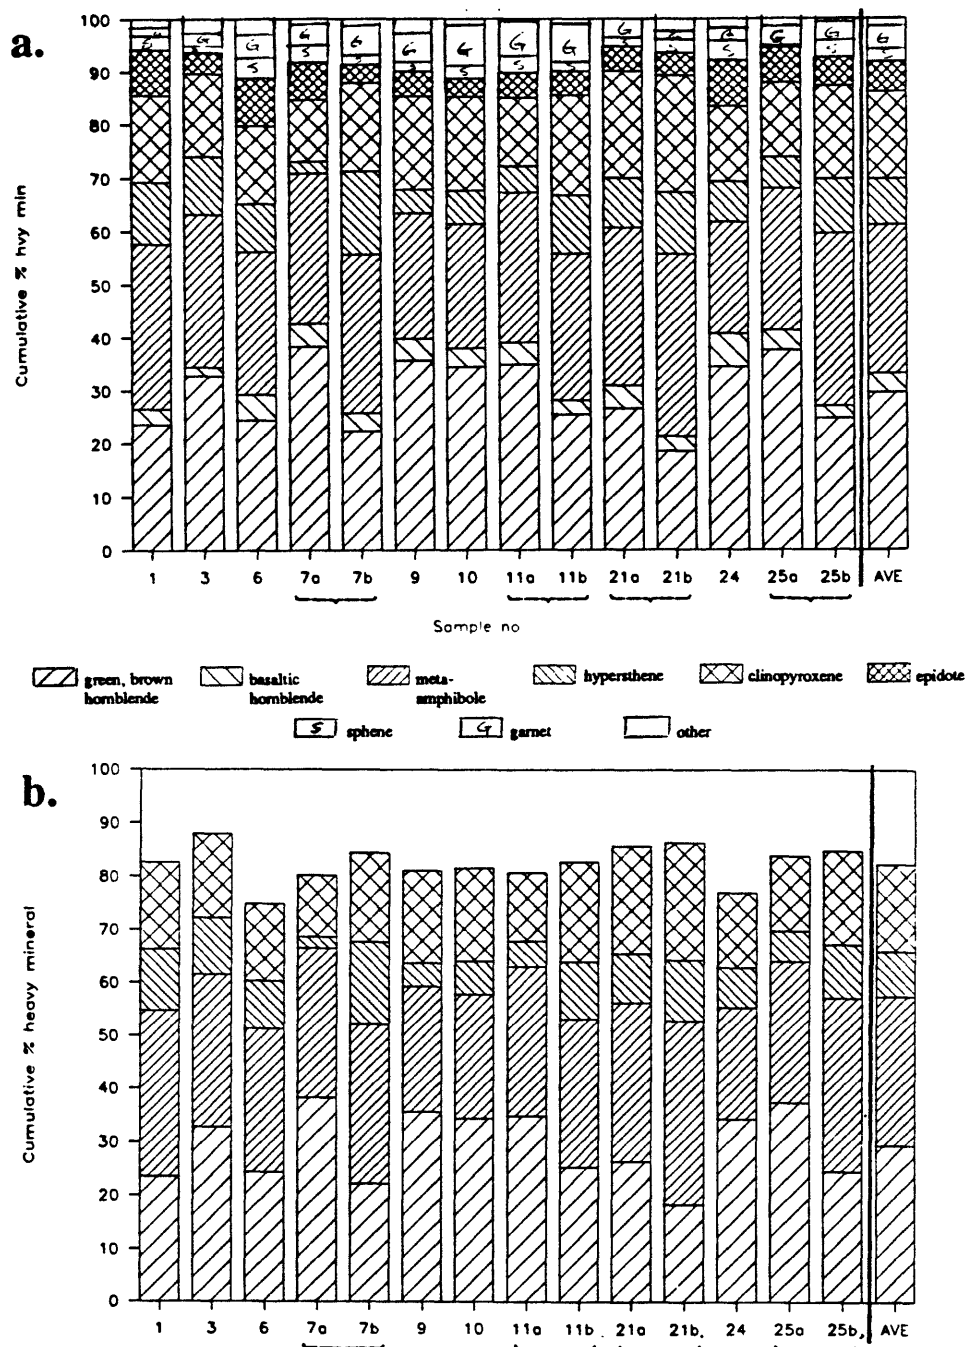 a.
Cumulative % hvy min
100
90
80
70
60
50
40
30
20
10
0
S G G G G G G G G G G G G G G
S S S S S S S S S S S
1 3 6 7a 7b 9 10 11a 11b 21a 21b 24 25a 25b AVE
Sample no
green, brown hornblende
basaltic hornblende
meta-amphibole
hypersthene
clinopyroxene
epidote
S sphene
G garnet
other
b.
Cumulative % heavy mineral
100
90
80
70
60
50
40
30
20
10
0
1 3 6 7a 7b 9 10 11a 11b 21a 21b 24 25a 25b AVE